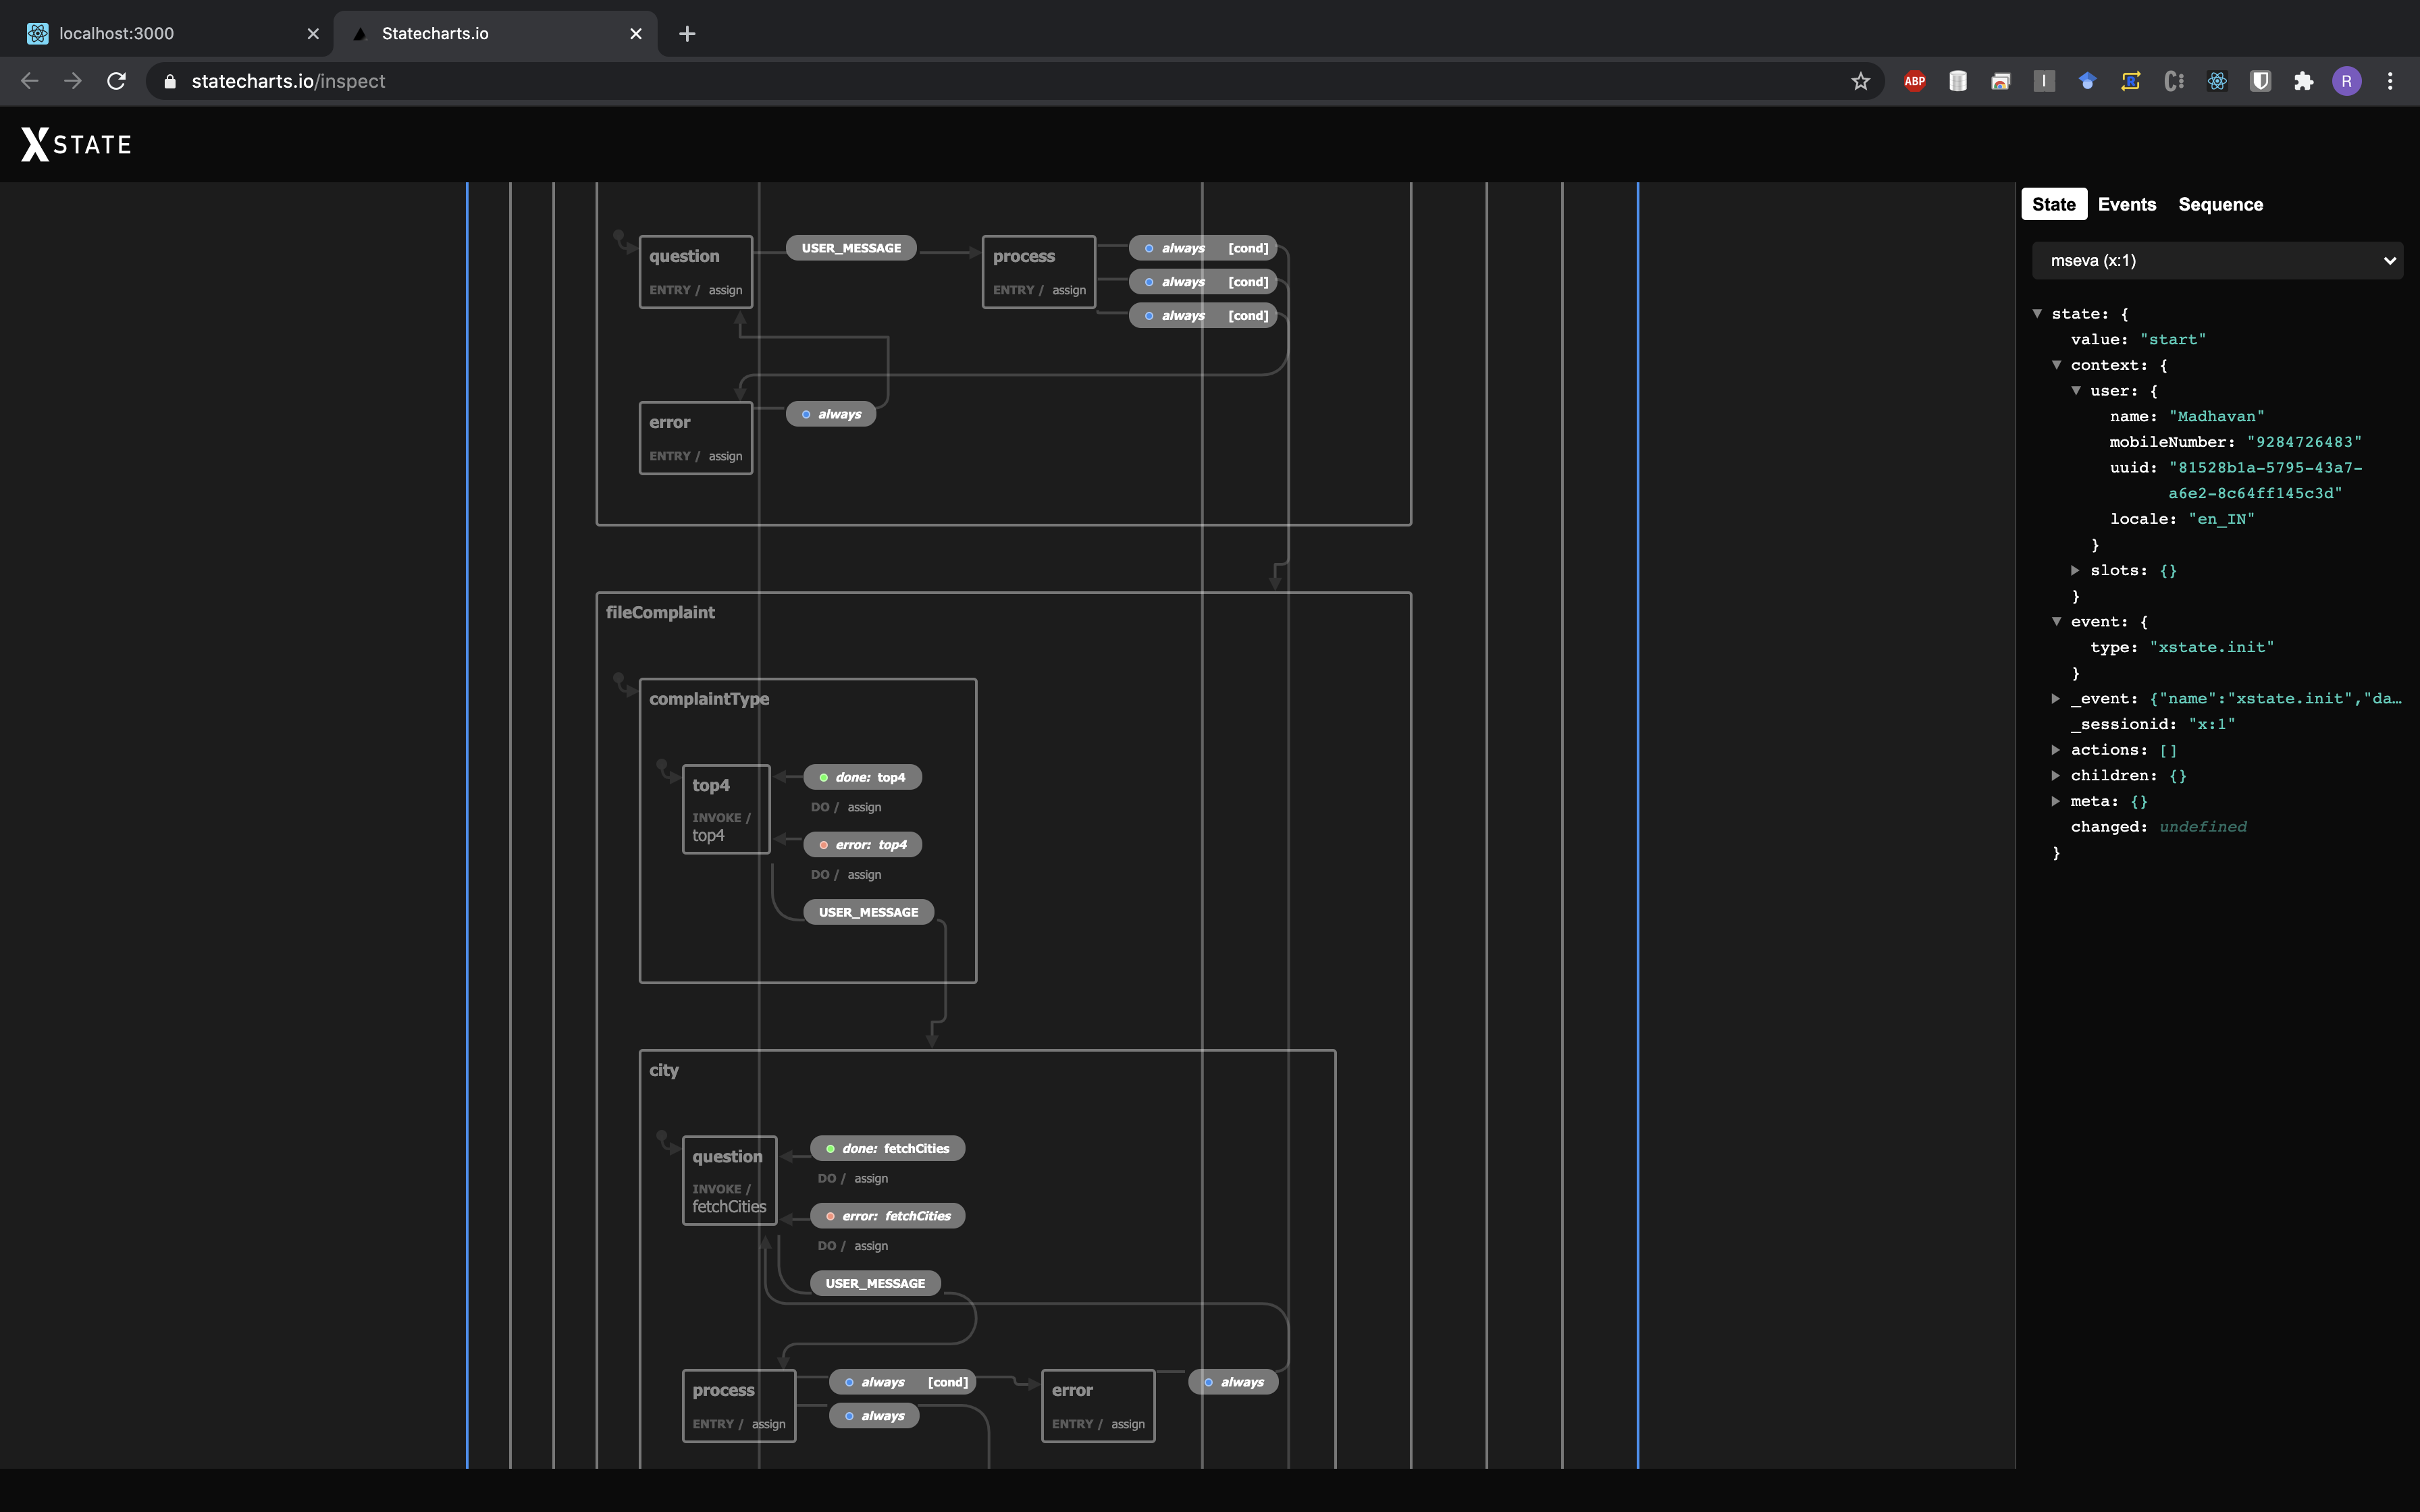 localhost:3000
Statecharts.io
statecharts.io/inspect
ABP
R
XSTATE
question
ENTRY / assign
USER_MESSAGE
process
ENTRY / assign
always [cond]
always [cond]
always [cond]
error
ENTRY / assign
always
fileComplaint
complaintType
top4
INVOKE /
top4
done: top4
DO / assign
error: top4
DO / assign
USER_MESSAGE
city
question
INVOKE /
fetchCities
done: fetchCities
DO / assign
error: fetchCities
DO / assign
USER_MESSAGE
process
ENTRY / assign
always [cond]
always
error
ENTRY / assign
always
State Events Sequence
mseva (x:1)
state: {
value: "start"
context: {
user: {
name: "Madhavan"
mobileNumber: "9284726483"
uuid: "81528b1a-5795-43a7-
a6e2-8c64ff145c3d"
locale: "en_IN"
}
slots: {}
}
event: {
type: "xstate.init"
}
_event: {"name":"xstate.init","da…
_sessionid: "x:1"
actions: []
children: {}
meta: {}
changed: undefined
}